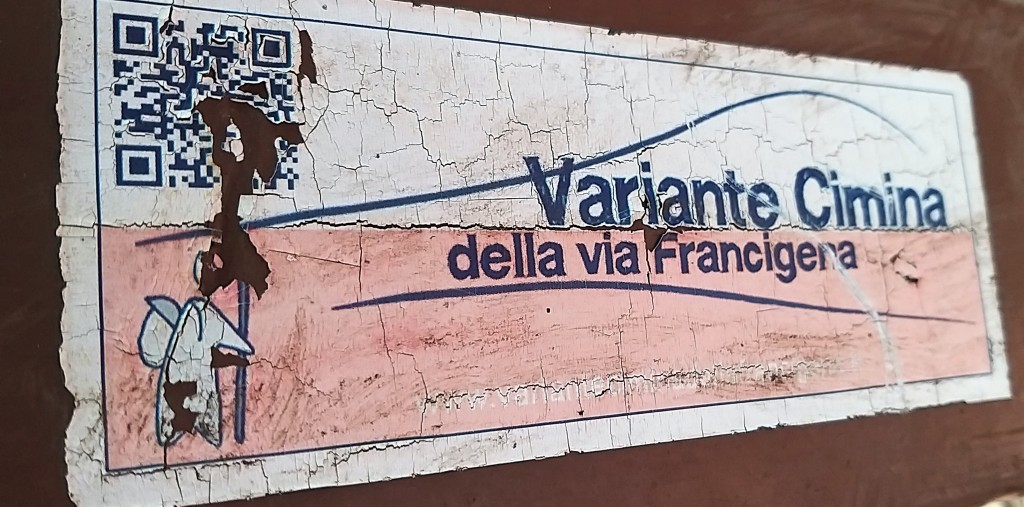 Variante Cimina
della via Francigena